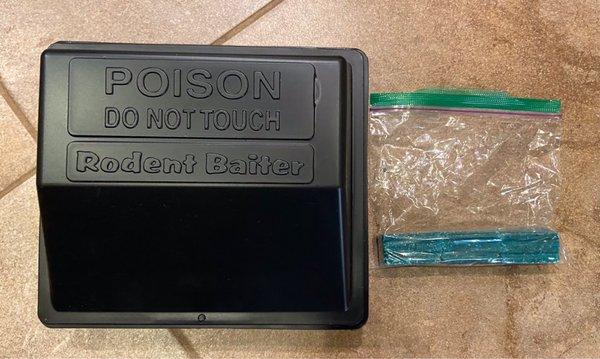 POISON
DO NOT TOUCH
Rodent Baiter